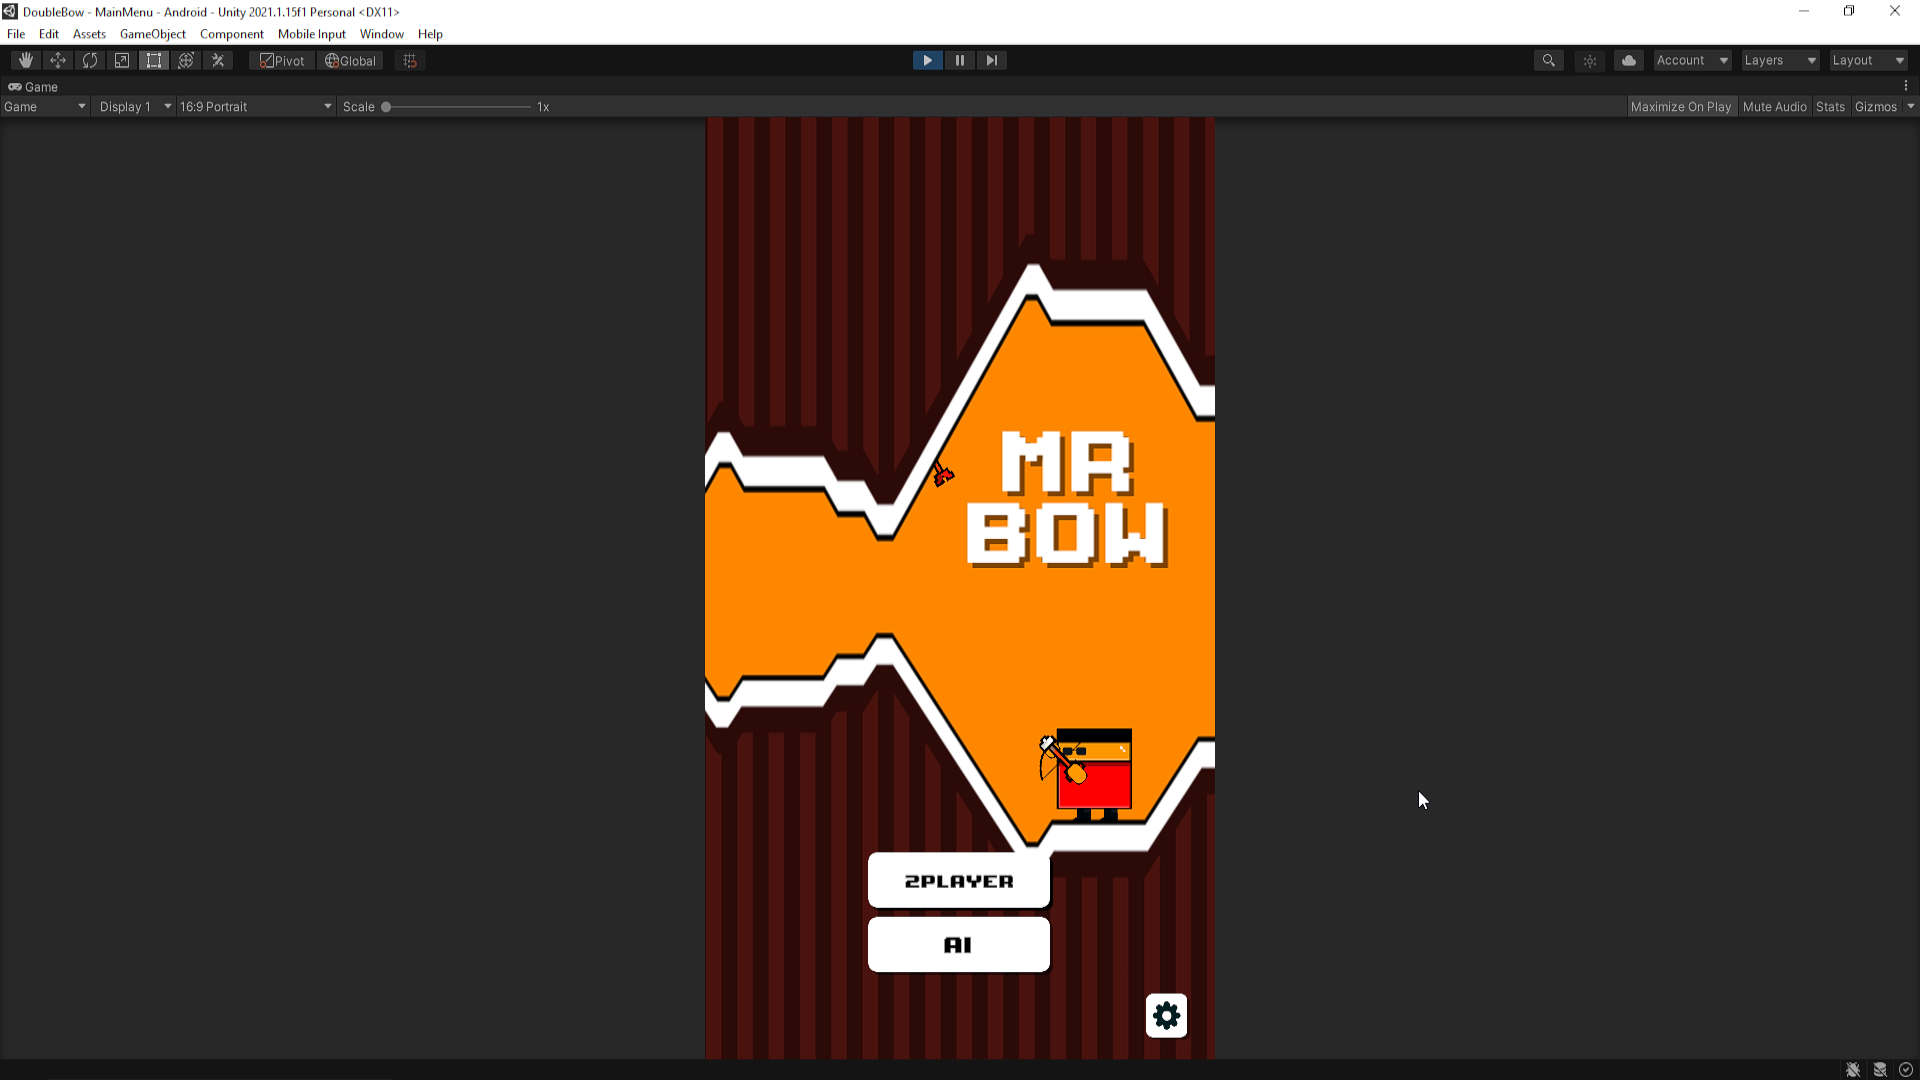 DoubleBow - MainMenu - Android - Unity 2021.1.15f1 Personal <DX11>
File Edit Assets GameObject Component Mobile Input Window Help
Pivot Global Account Layers Layout
Game
Game Display 1 16:9 Portrait Scale 1x Maximize On Play Mute Audio Stats Gizmos
MR
BOW
2PLAYER
AI